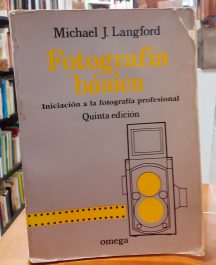 Michael J. Langford
Fotografía
básica
Iniciación a la fotografía profesional
Quinta edición
omega